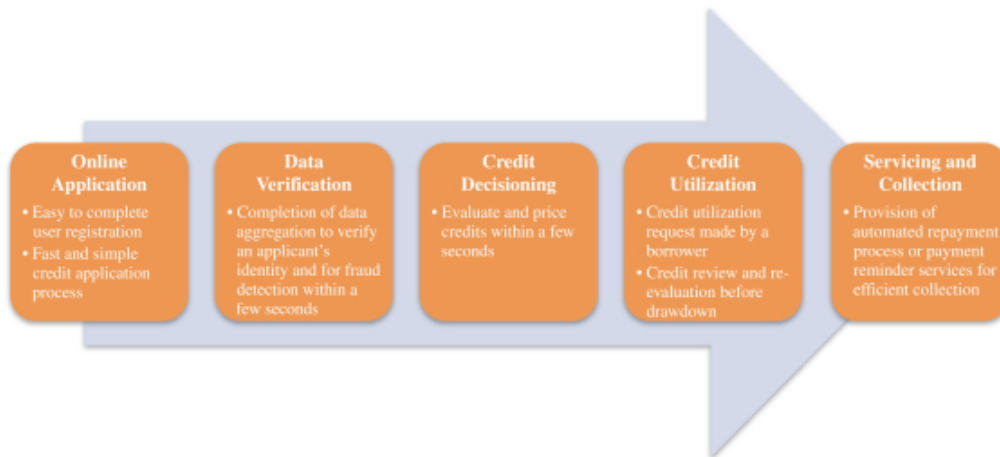 Online
Application
• Easy to complete
user registration
• Fast and simple
credit application
process
Data
Verification
• Completion of data
aggregation to verify
an applicant's
identity and for fraud
detection within a
few seconds
Credit
Decisioning
• Evaluate and price
credits within a few
seconds
Credit
Utilization
• Credit utilization
request made by a
borrower
• Credit review and re-
evaluation before
drawdown
Servicing and
Collection
• Provision of
automated repayment
process or payment
reminder services for
efficient collection